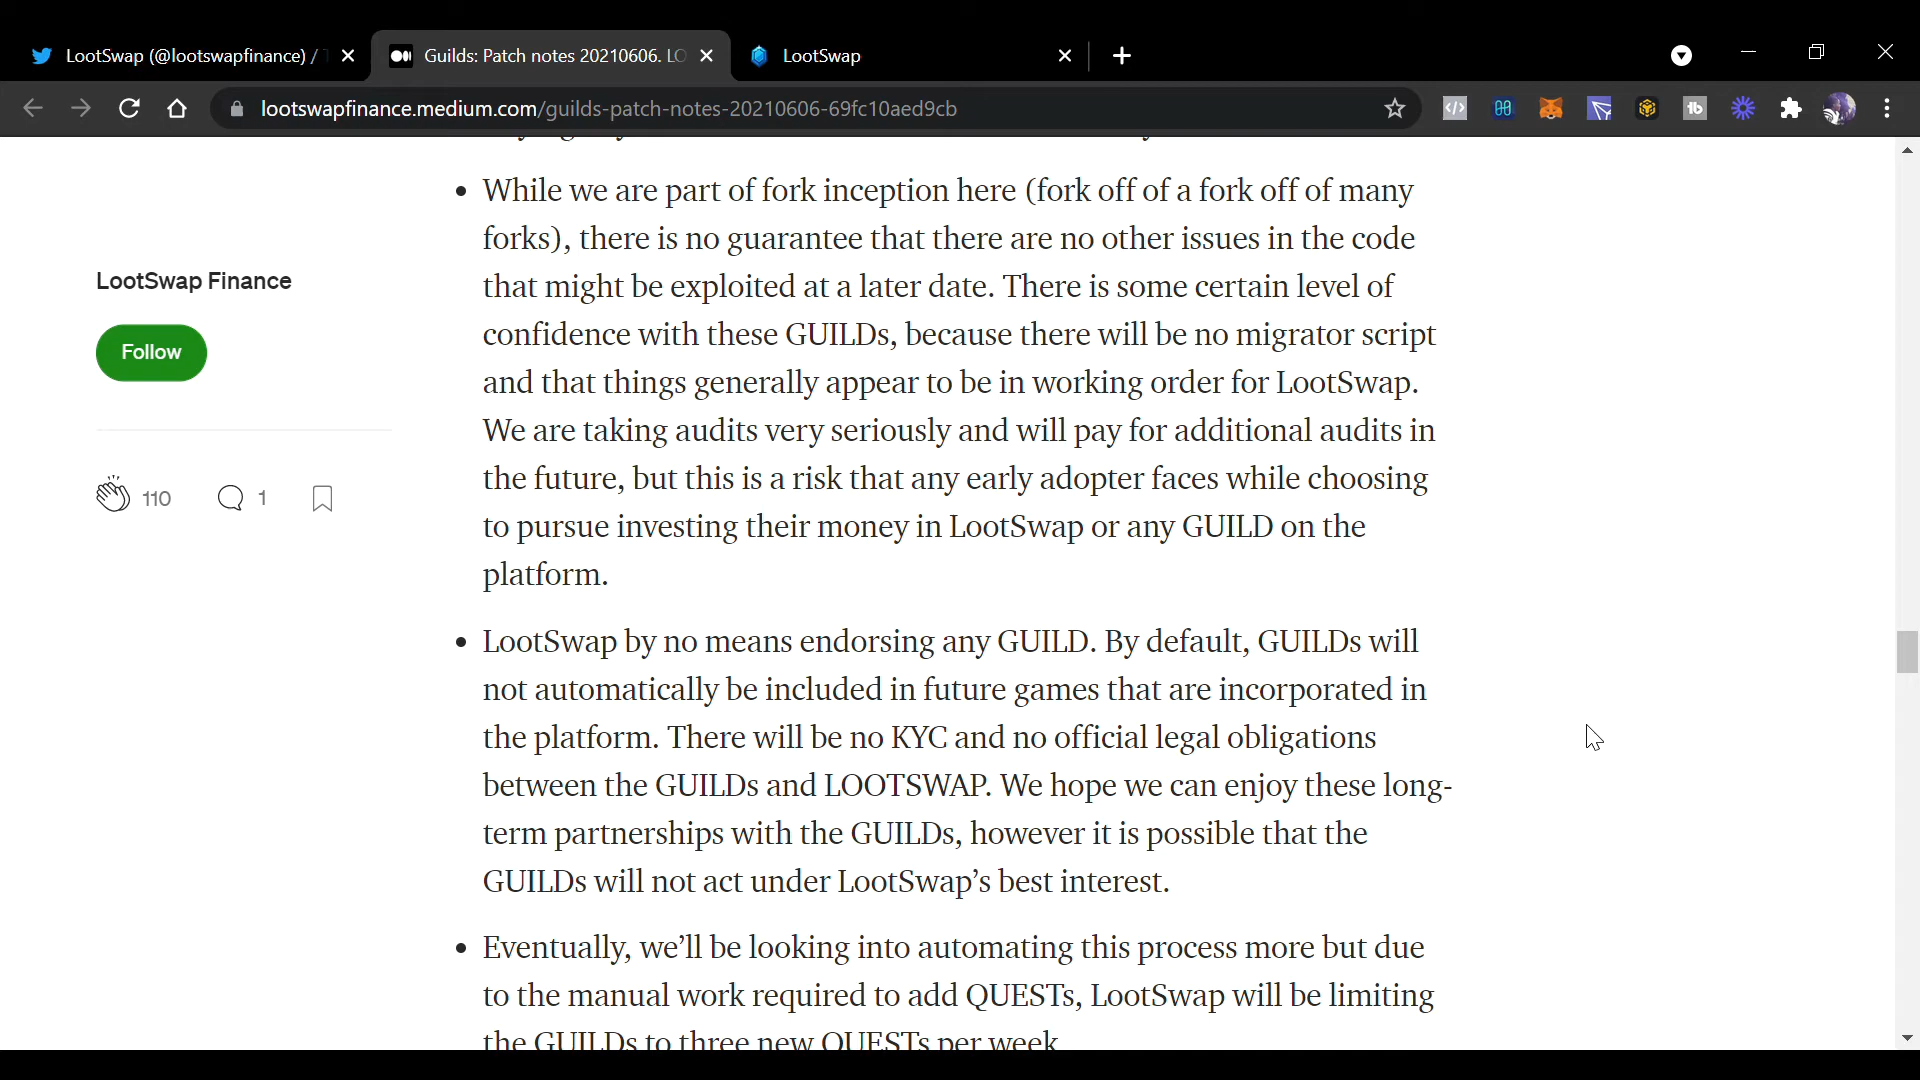 LootSwap (@lootswapfinance) /
Guilds: Patch notes 20210606. LO
LootSwap
lootswapfinance.medium.com/guilds-patch-notes-20210606-69fc10aed9cb
LootSwap Finance
Follow
110
1
• While we are part of fork inception here (fork off of a fork off of many
forks), there is no guarantee that there are no other issues in the code
that might be exploited at a later date. There is some certain level of
confidence with these GUILDs, because there will be no migrator script
and that things generally appear to be in working order for LootSwap.
We are taking audits very seriously and will pay for additional audits in
the future, but this is a risk that any early adopter faces while choosing
to pursue investing their money in LootSwap or any GUILD on the
platform.
• LootSwap by no means endorsing any GUILD. By default, GUILDs will
not automatically be included in future games that are incorporated in
the platform. There will be no KYC and no official legal obligations
between the GUILDs and LOOTSWAP. We hope we can enjoy these long-
term partnerships with the GUILDs, however it is possible that the
GUILDs will not act under LootSwap’s best interest.
• Eventually, we’ll be looking into automating this process more but due
to the manual work required to add QUESTs, LootSwap will be limiting
the GUILDs to three new QUESTs per week